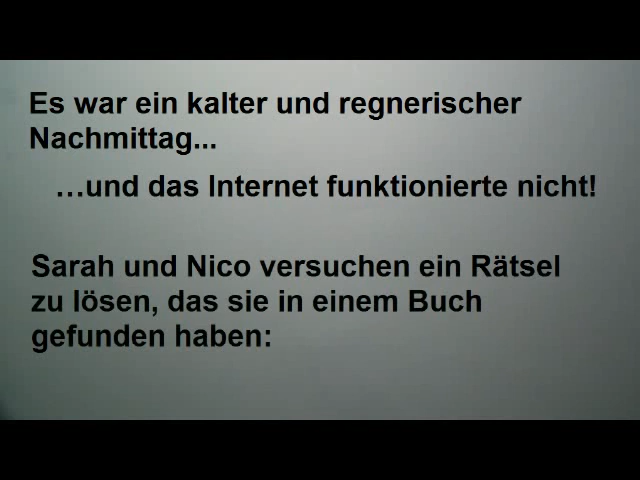 Es war ein kalter und regnerischer
Nachmittag...
…und das Internet funktionierte nicht!
Sarah und Nico versuchen ein Rätsel
zu lösen, das sie in einem Buch
gefunden haben: